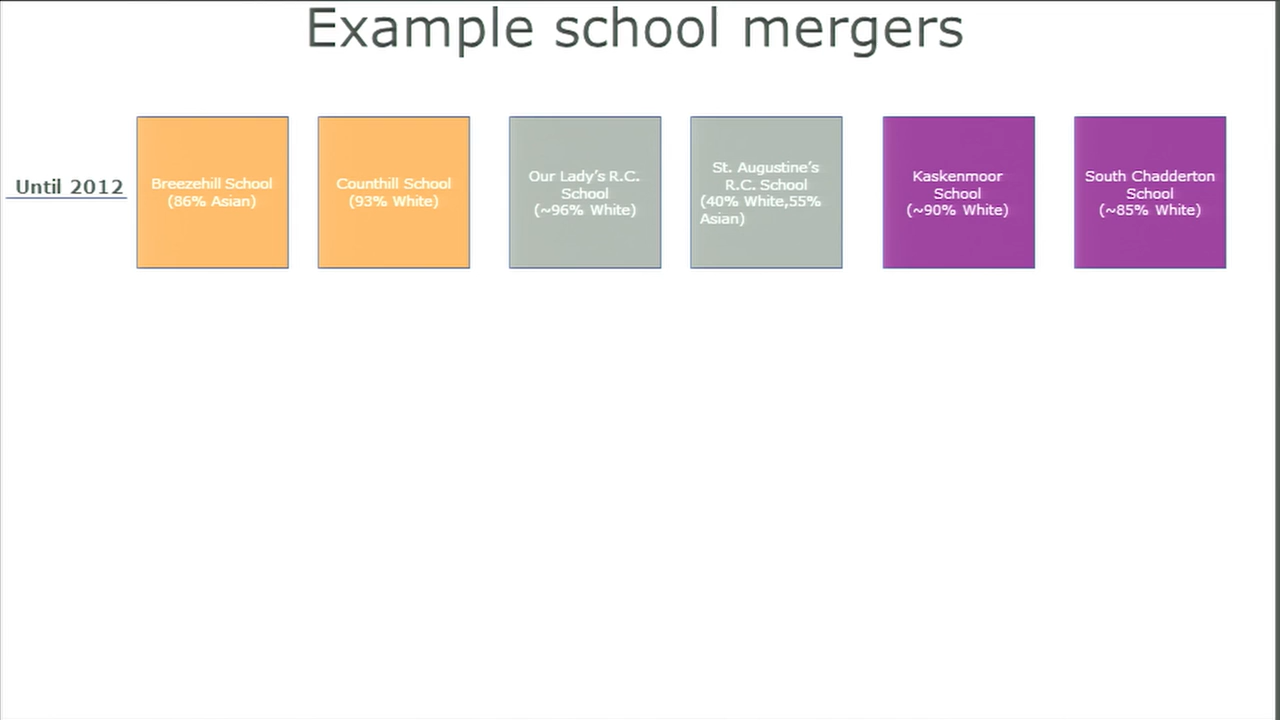 Example school mergers
Until 2012
Breezehill School
(86% Asian)
Counthill School
(93% White)
Our Lady's R.C.
School
(~96% White)
St. Augustine's
R.C. School
(40% White,55%
Asian)
Kaskenmoor
School
(~90% White)
South Chadderton
School
(~85% White)